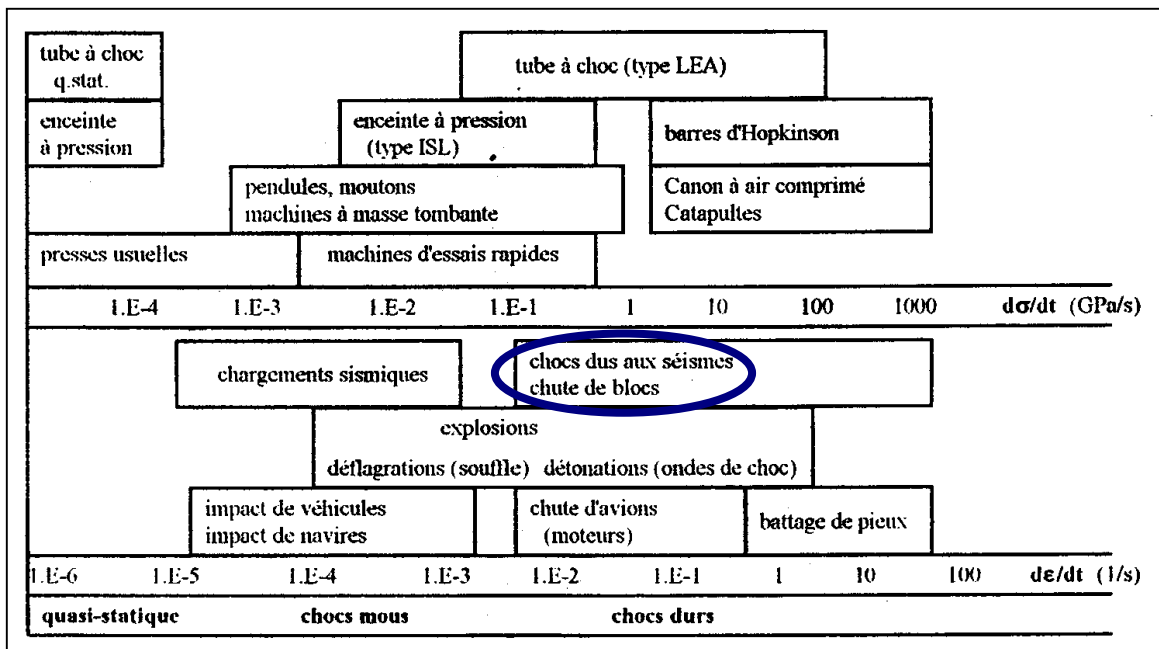 tube à choc
q.stat.
tube à choc (type LEA)
enceinte
à pression
enceinte à pression
(type ISL)
barres d'Hopkinson
pendules, moutons
machines à masse tombante
Canon à air comprimé
Catapultes
presses usuelles
machines d'essais rapides
1.E-4 1.E-3 1.E-2 1.E-1 1 10 100 1000 dσ/dt (GPa/s)
chargements sismiques
chocs dus aux séismes
chute de blocs
explosions
déflagrations (souffle) détonations (ondes de choc)
impact de véhicules
impact de navires
chute d'avions
(moteurs)
battage de pieux
1.E-6 1.E-5 1.E-4 1.E-3 1.E-2 1.E-1 1 10 100 dε/dt (1/s)
quasi-statique chocs mous chocs durs